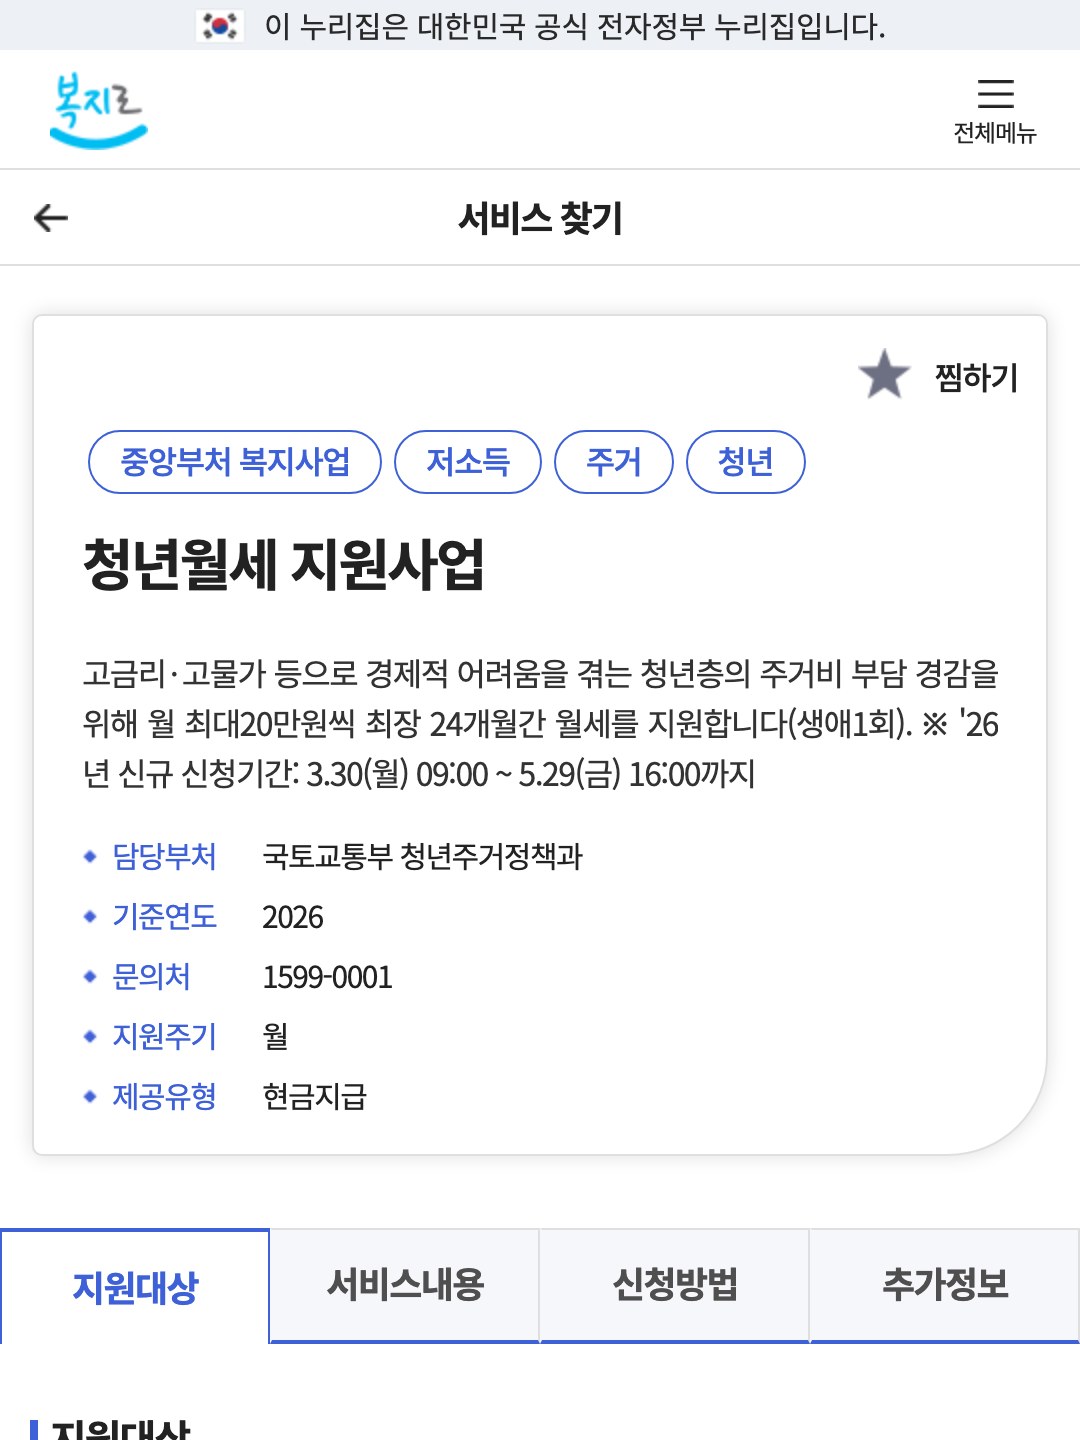 이 누리집은 대한민국 공식 전자정부 누리집입니다.
복지로
전체메뉴
서비스 찾기
찜하기
중앙부처 복지사업 저소득 주거 청년
청년월세 지원사업
고금리·고물가 등으로 경제적 어려움을 겪는 청년층의 주거비 부담 경감을
위해 월 최대20만원씩 최장 24개월간 월세를 지원합니다(생애1회). ※ '26
년 신규 신청기간: 3.30(월) 09:00 ~ 5.29(금) 16:00까지
담당부처 국토교통부 청년주거정책과
기준연도 2026
문의처 1599-0001
지원주기 월
제공유형 현금지급
지원대상 서비스내용 신청방법 추가정보
지원대상